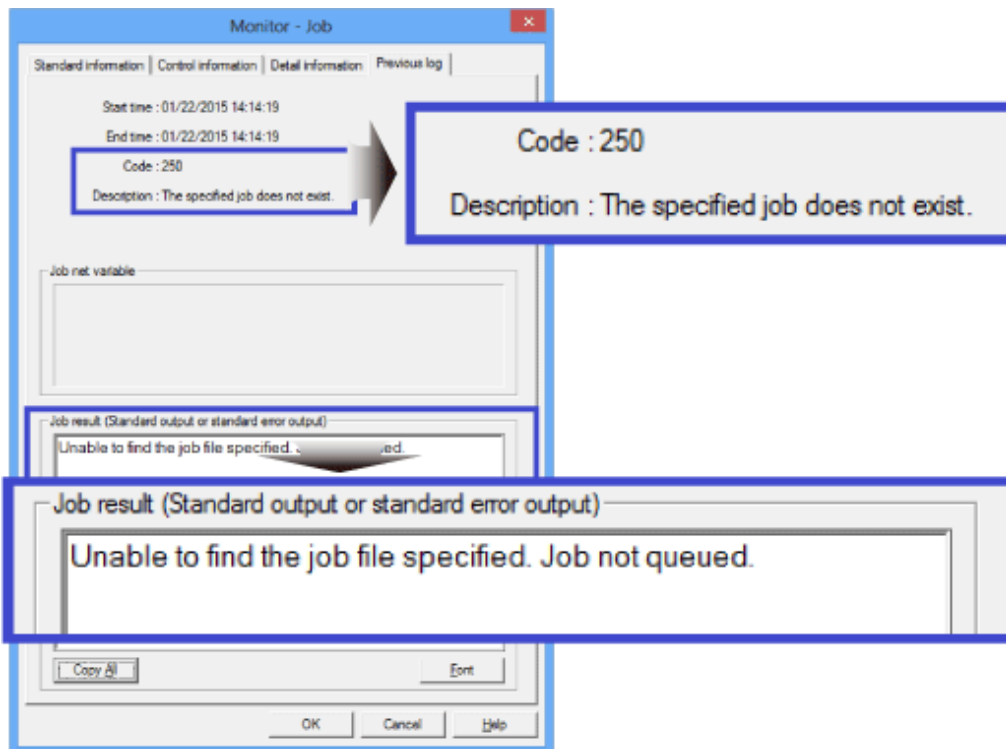 Monitor - Job
Standard information
Control information
Detail information
Previous log
Start time : 01/22/2015 14:14:19
End time : 01/22/2015 14:14:19
Code : 250
Description : The specified job does not exist.
Code : 250
Description : The specified job does not exist.
Job net variable
Job result (Standard output or standard error output)
Unable to find the job file specified. ed.
Job result (Standard output or standard error output)
Unable to find the job file specified. Job not queued.
Copy All
Font
OK
Cancel
Help